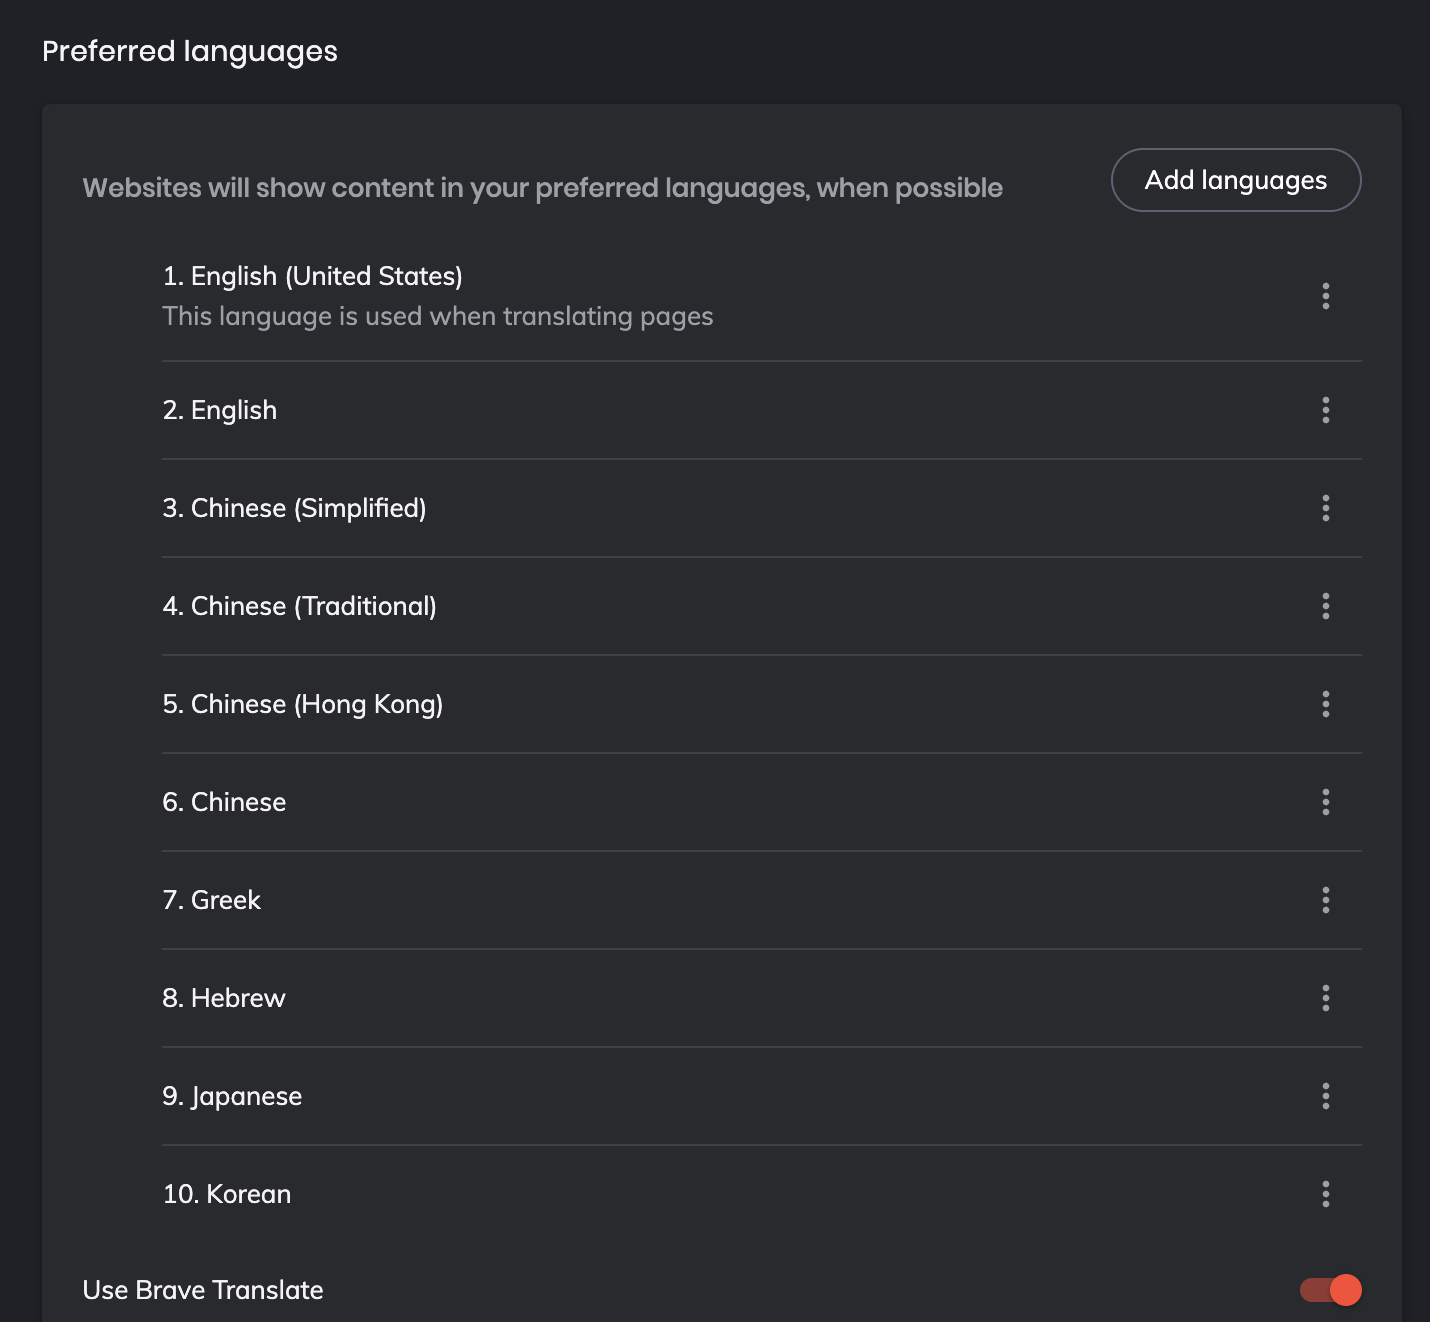 Preferred languages
Websites will show content in your preferred languages, when possible
Add languages
1. English (United States)
This language is used when translating pages
2. English
3. Chinese (Simplified)
4. Chinese (Traditional)
5. Chinese (Hong Kong)
6. Chinese
7. Greek
8. Hebrew
9. Japanese
10. Korean
Use Brave Translate